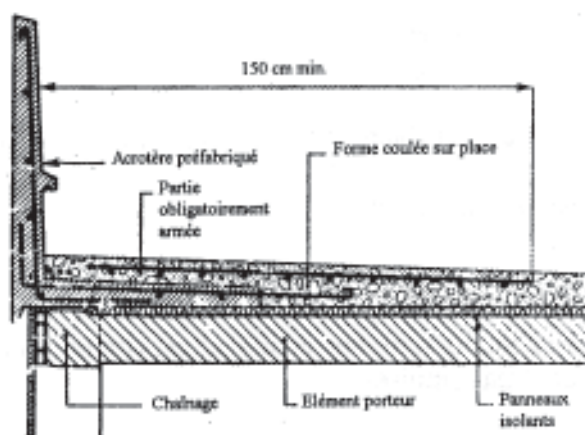 150 cm min.
Acrotère préfabriqué
Forme coulée sur place
Partie
obligatoirement
armée
Chaînage
Elément porteur
Panneaux
isolants